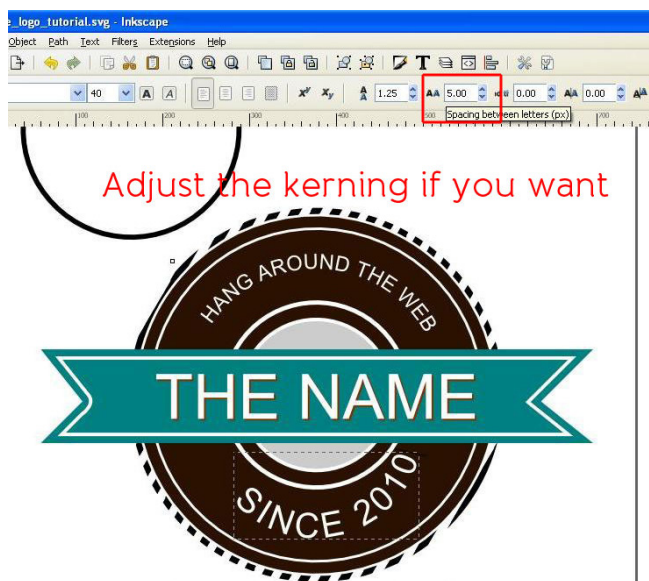 e_logo_tutorial.svg - Inkscape
Object Path Text Filters Extensions Help
40 1.25 5.00 0.00 0.00
Spacing between letters (px)
100 200 300 400 500 700
Adjust the kerning if you want
HANG AROUND THE WEB
THE NAME
SINCE 2010